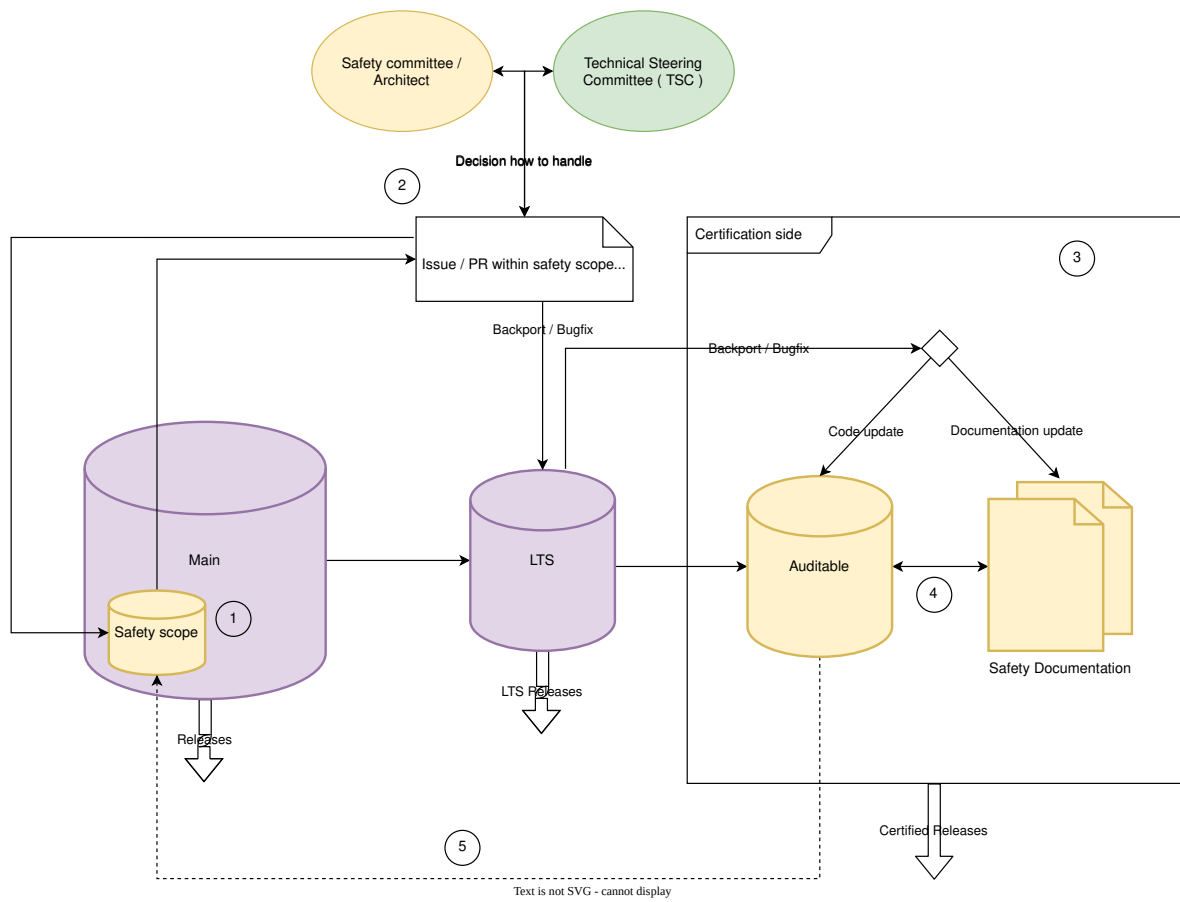 Safety committee /
Architect
Technical Steering
Committee ( TSC )
Decision how to handle
2
Certification side
3
Issue / PR within safety scope...
Backport / Bugfix
Backport / Bugfix
Code update
Documentation update
Main
LTS
Auditable
4
1
Safety scope
Safety Documentation
LTS Releases
Releases
Certified Releases
5
Text is not SVG - cannot display